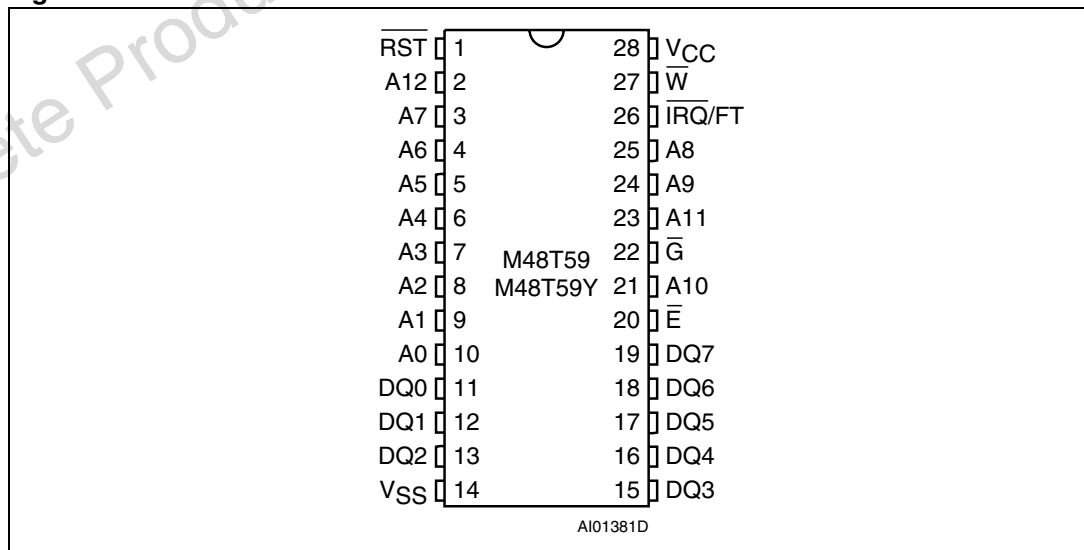 R̅S̅T̅ 1 28 VCC
A12 2 27 W̅
A7 3 26 I̅R̅Q̅/FT
A6 4 25 A8
A5 5 24 A9
A4 6 23 A11
A3 7 22 G̅
M48T59
A2 8 M48T59Y 21 A10
A1 9 20 E̅
A0 10 19 DQ7
DQ0 11 18 DQ6
DQ1 12 17 DQ5
DQ2 13 16 DQ4
VSS 14 15 DQ3
AI01381D